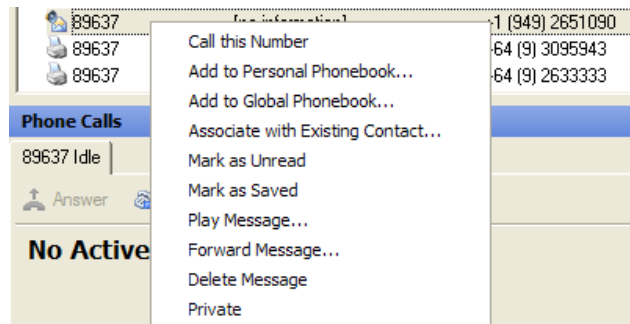 89637 [no information] +1 (949) 2651090
Call this Number
89637 +64 (9) 3095943
Add to Personal Phonebook...
89637 +64 (9) 2633333
Add to Global Phonebook...
Phone Calls
Associate with Existing Contact...
89637 Idle
Mark as Unread
Mark as Saved
Answer
Play Message...
No Active
Forward Message...
Delete Message
Private